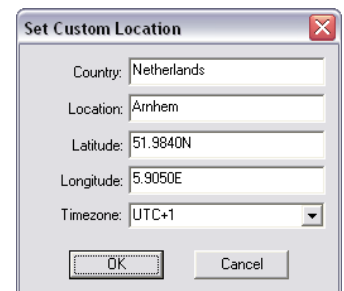 Set Custom Location
Country: Netherlands
Location: Arnhem
Latitude: 51.9840N
Longitude: 5.9050E
Timezone: UTC+1
OK Cancel